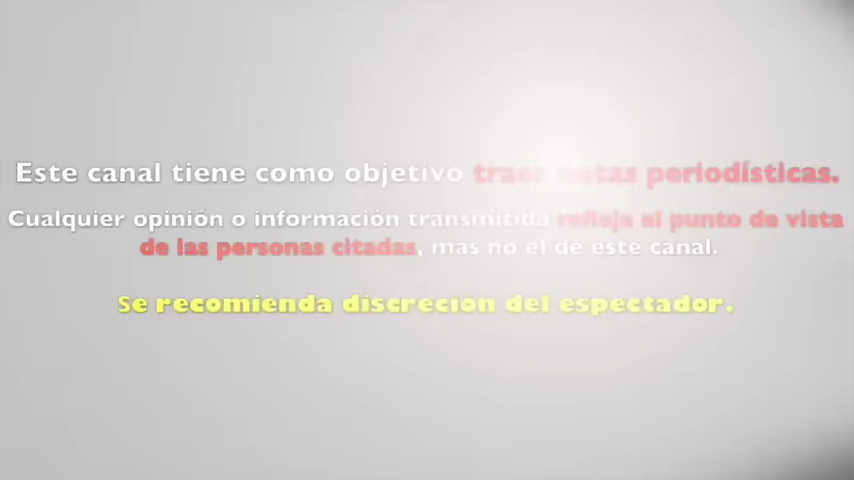 Este canal tiene como objetivo traer notas periodísticas.
Cualquier opinión o información transmitida refleja el punto de vista
de las personas citadas, mas no el de este canal.
Se recomienda discreción del espectador.